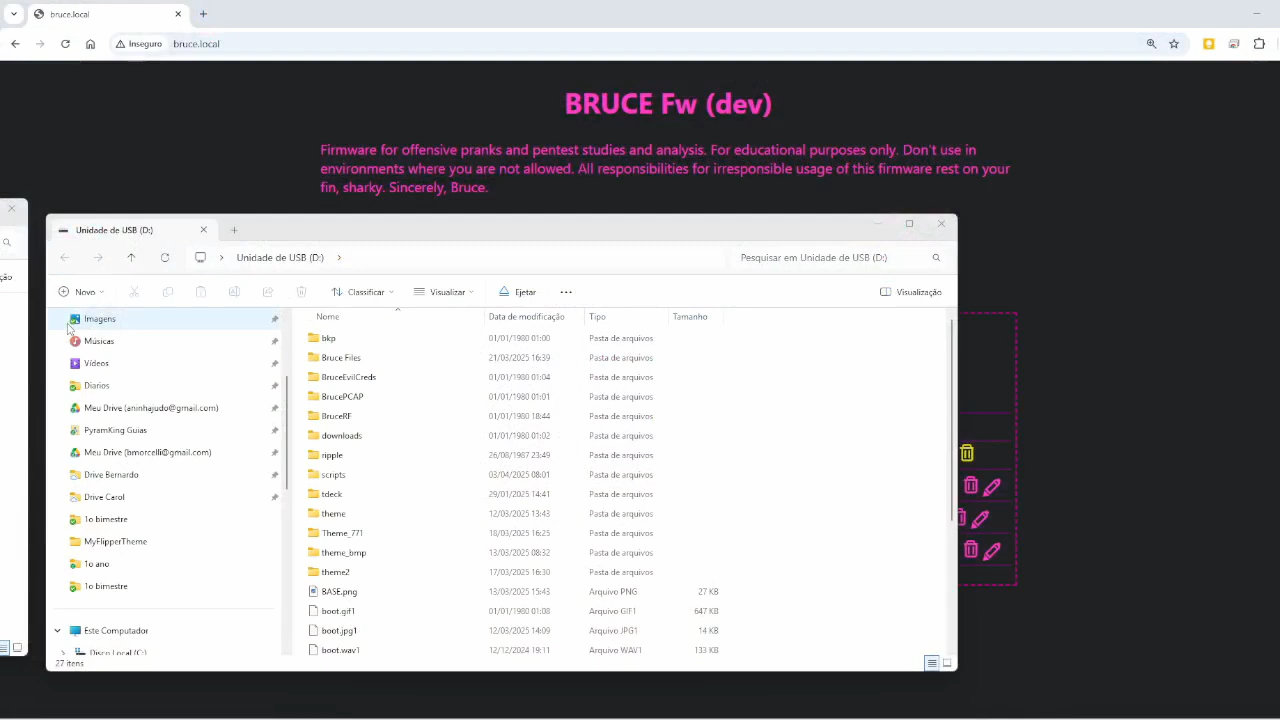 bruce.local
Inseguro
bruce.local
BRUCE Fw (dev)
Firmware for offensive pranks and pentest studies and analysis. For educational purposes only. Don't use in
environments where you are not allowed. All responsibilities for irresponsible usage of this firmware rest on your
fin, sharky. Sincerely, Bruce.
ção
Unidade de USB (D:)
Unidade de USB (D:)
Pesquisar em Unidade de USB (D:)
Novo
Classificar
Visualizar
Ejetar
Visualização
Imagens
Músicas
Vídeos
Diarios
Meu Drive (aninhajudo@gmail.com)
PyramKing Guias
Meu Drive (bmorcelli@gmail.com)
Drive Bernardo
Drive Carol
1o bimestre
MyFlipperTheme
1o ano
1o bimestre
Este Computador
Disco Local (C:)
Nome Data de modificação Tipo Tamanho
bkp 01/01/1980 01:00 Pasta de arquivos
Bruce Files 21/03/2025 16:39 Pasta de arquivos
BruceEvilCreds 01/01/1980 01:04 Pasta de arquivos
BrucePCAP 01/01/1980 01:01 Pasta de arquivos
BruceRF 01/01/1980 18:44 Pasta de arquivos
downloads 01/01/1980 01:02 Pasta de arquivos
ripple 26/08/1987 23:49 Pasta de arquivos
scripts 03/04/2025 08:01 Pasta de arquivos
tdeck 29/01/2025 14:41 Pasta de arquivos
theme 12/03/2025 13:43 Pasta de arquivos
Theme_771 18/03/2025 16:25 Pasta de arquivos
theme_bmp 13/03/2025 08:32 Pasta de arquivos
theme2 17/03/2025 16:30 Pasta de arquivos
BASE.png 13/03/2025 15:43 Arquivo PNG 27 KB
boot.gif1 01/01/1980 01:08 Arquivo GIF1 647 KB
boot.jpg1 12/03/2025 14:09 Arquivo JPG1 14 KB
boot.wav1 12/12/2024 19:11 Arquivo WAV1 133 KB
27 itens